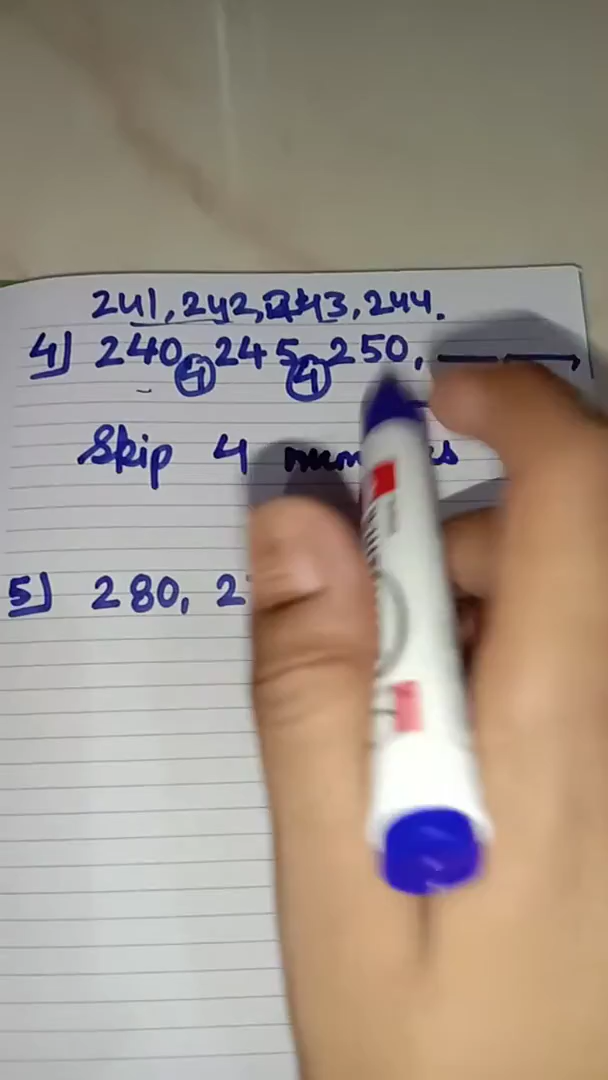 241, 242, 243, 244.
4] 240, 245, 250,
4 4
Skip 4
5] 280, 2